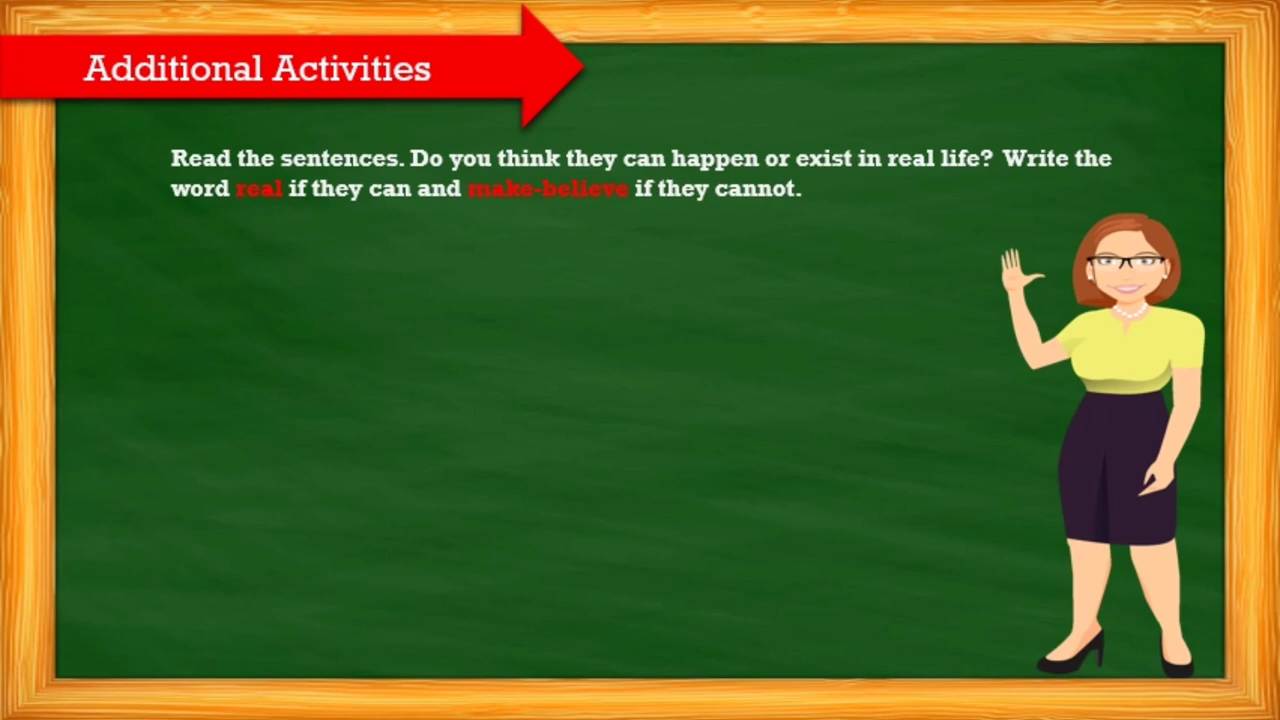 Additional Activities
Read the sentences. Do you think they can happen or exist in real life? Write the
word real if they can and make-believe if they cannot.